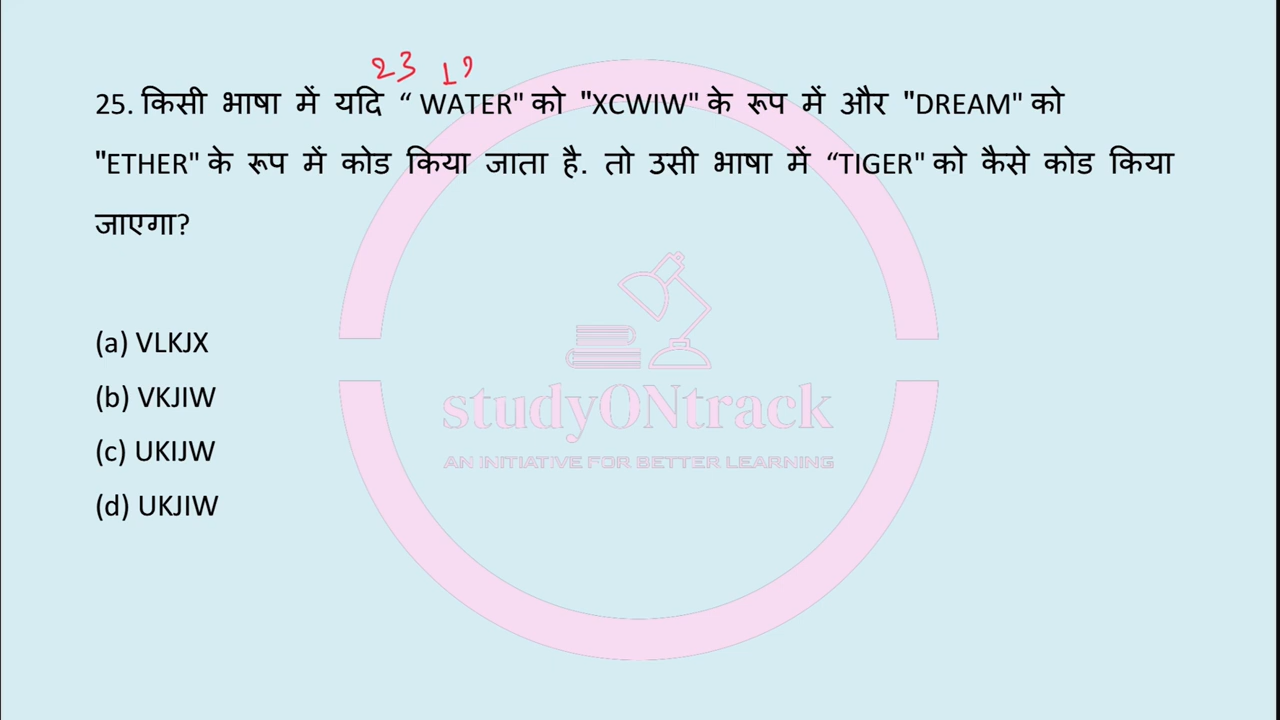 23 1,
25. किसी भाषा में यदि “ WATER" को "XCWIW" के रूप में और "DREAM" को
"ETHER" के रूप में कोड किया जाता है. तो उसी भाषा में “TIGER" को कैसे कोड किया
जाएगा?
(a) VLKJX
(b) VKJIW
(c) UKIJW
(d) UKJIW
studyONtrack
AN INITIATIVE FOR BETTER LEARNING